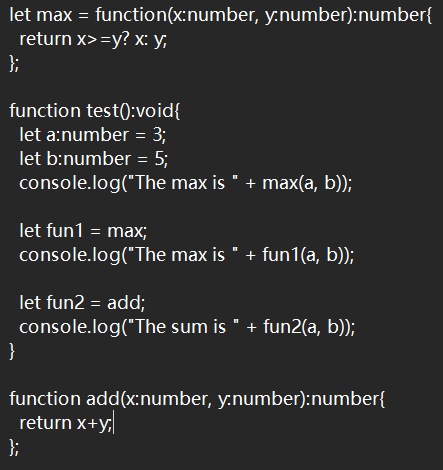 let max = function(x:number, y:number):number{
  return x>=y? x: y;
};

function test():void{
  let a:number = 3;
  let b:number = 5;
  console.log("The max is " + max(a, b));

  let fun1 = max;
  console.log("The max is " + fun1(a, b));

  let fun2 = add;
  console.log("The sum is " + fun2(a, b));
}

function add(x:number, y:number):number{
  return x+y;
};